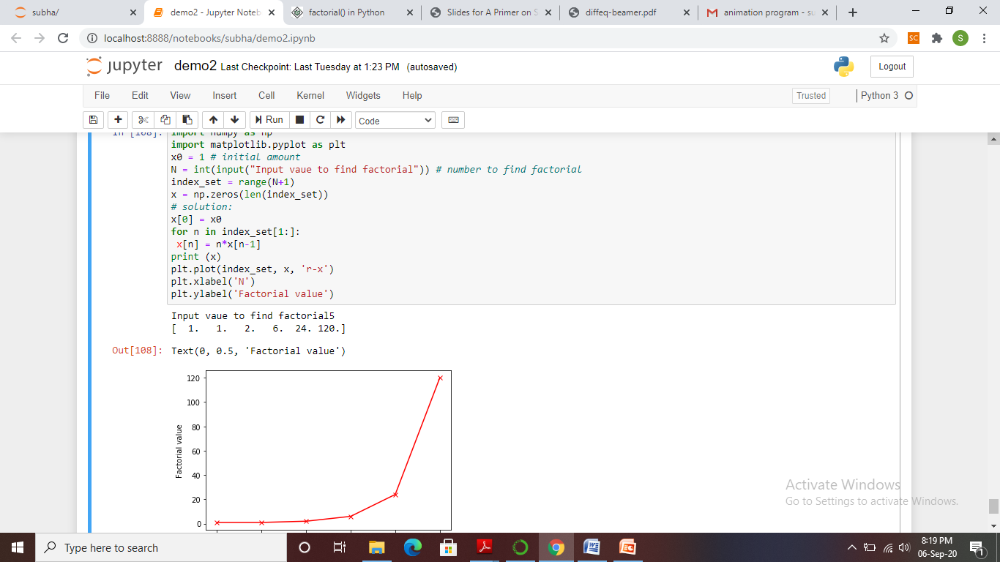 subha/
demo2 - Jupyter Noteb
factorial() in Python
Slides for A Primer on S
diffeq-beamer.pdf
animation program - su
localhost:8888/notebooks/subha/demo2.ipynb
SC
S
jupyter demo2 Last Checkpoint: Last Tuesday at 1:23 PM (autosaved)
Logout
File Edit View Insert Cell Kernel Widgets Help
Trusted
Python 3
Run
Code
In [108]: import numpy as np
import matplotlib.pyplot as plt
x0 = 1 # initial amount
N = int(input("Input vaue to find factorial")) # number to find factorial
index_set = range(N+1)
x = np.zeros(len(index_set))
# solution:
x[0] = x0
for n in index_set[1:]:
 x[n] = n*x[n-1]
print (x)
plt.plot(index_set, x, 'r-x')
plt.xlabel('N')
plt.ylabel('Factorial value')
Input vaue to find factorial5
[  1.   1.   2.   6.  24. 120.]
Out[108]: Text(0, 0.5, 'Factorial value')
120
100
80
60
40
20
0
Factorial value
Activate Windows
Go to Settings to activate Windows.
Type here to search
8:19 PM
06-Sep-20
1